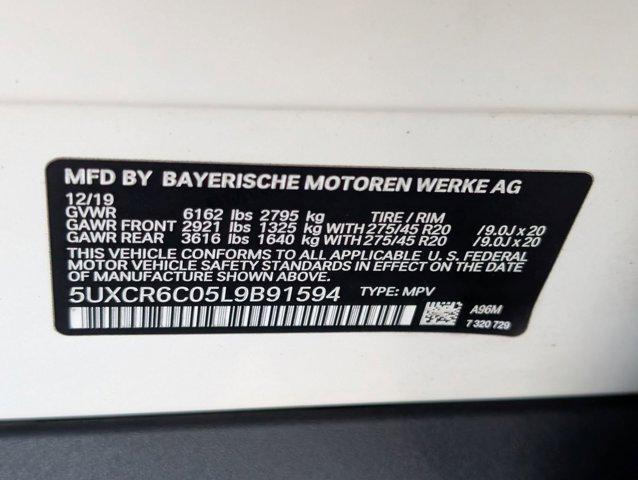 MFD BY BAYERISCHE MOTOREN WERKE AG
12/19
GVWR 6162 lbs 2795 kg TIRE / RIM
GAWR FRONT 2921 lbs 1325 kg WITH 275/45 R20 /9.0J x 20
GAWR REAR 3616 lbs 1640 kg WITH 275/45 R20 /9.0J x 20
THIS VEHICLE CONFORMS TO ALL APPLICABLE U. S. FEDERAL
MOTOR VEHICLE SAFETY STANDARDS IN EFFECT ON THE DATE
OF MANUFACTURE SHOWN ABOVE.
5UXCR6C05L9B91594 TYPE: MPV
A96M
7 320 729